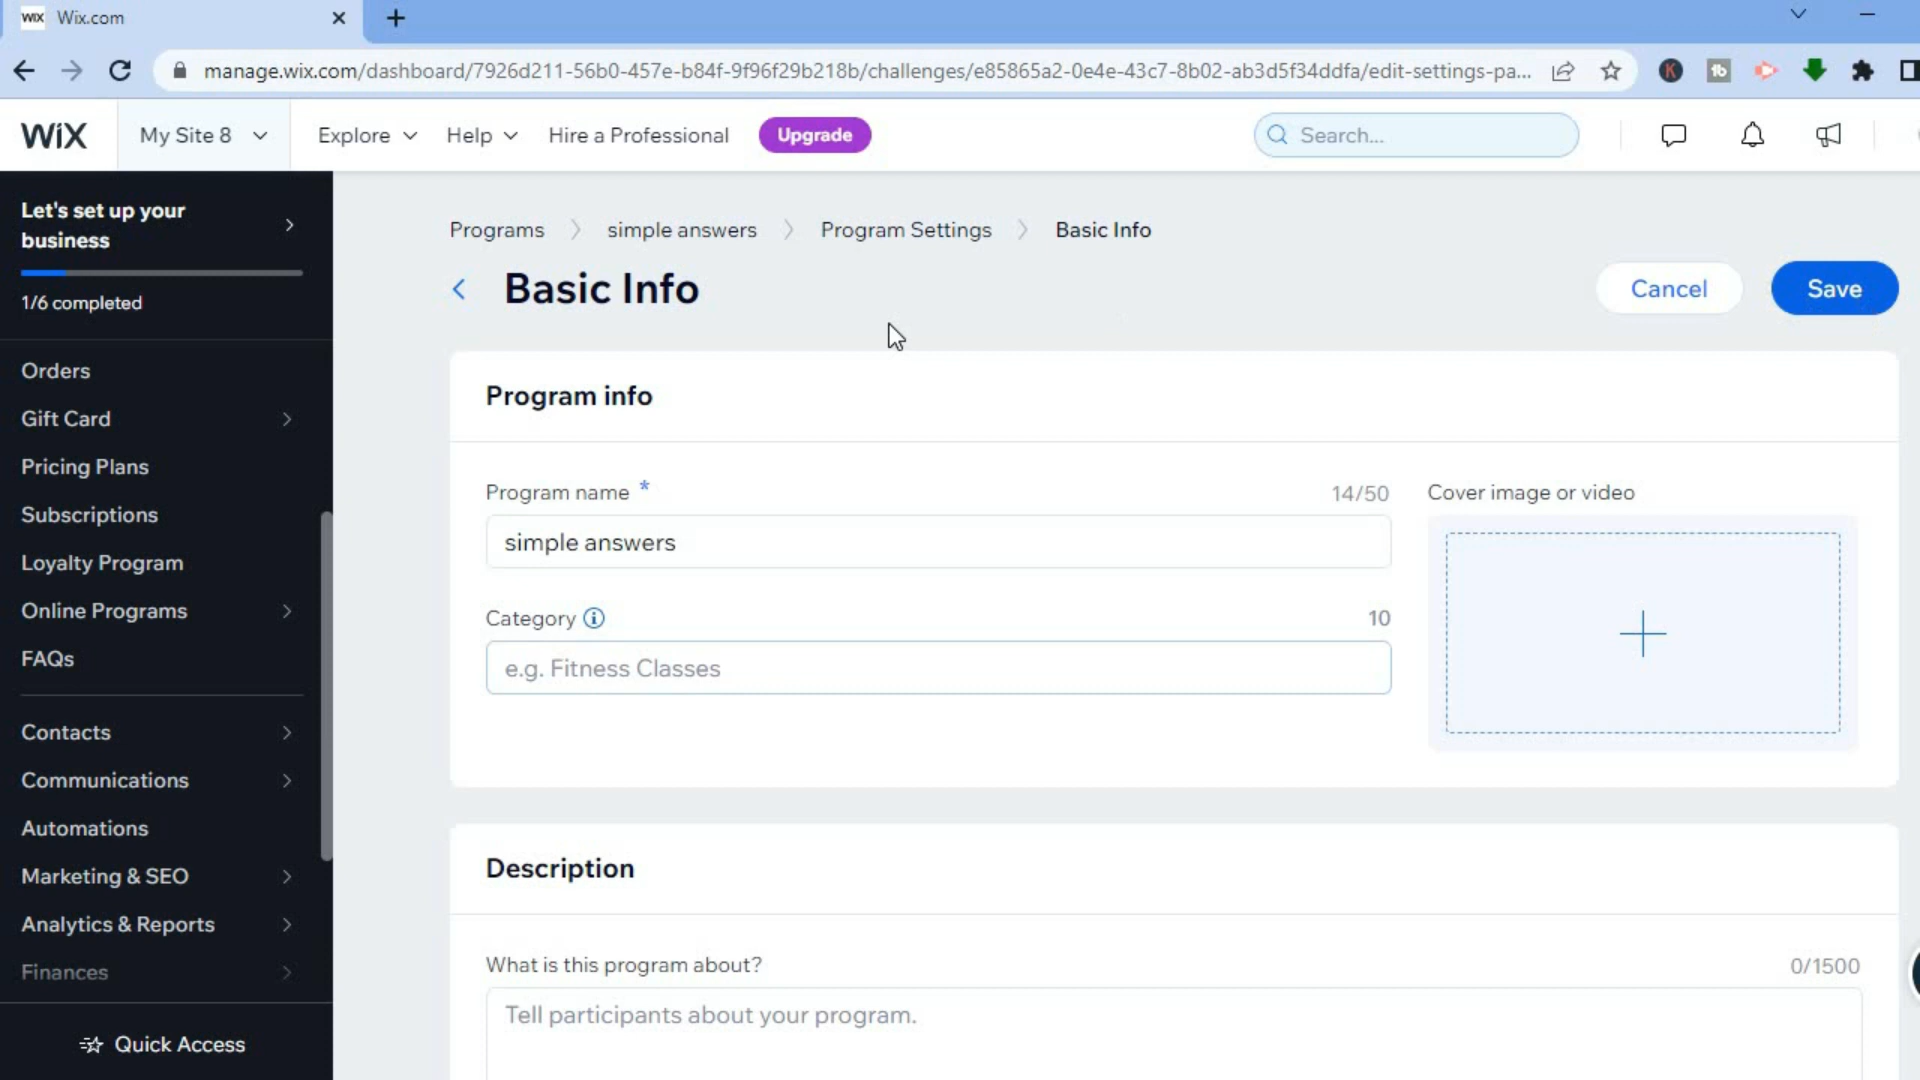 WiX Wix.com
manage.wix.com/dashboard/7926d211-56b0-457e-b84f-9f96f29b218b/challenges/e85865a2-0e4e-43c7-8b02-ab3d5f34ddfa/edit-settings-pa...
K
tb
WiX
My Site 8
Explore
Help
Hire a Professional
Upgrade
Search...
Let's set up your
business
1/6 completed
Orders
Gift Card
Pricing Plans
Subscriptions
Loyalty Program
Online Programs
FAQs
Contacts
Communications
Automations
Marketing & SEO
Analytics & Reports
Finances
Quick Access
Programs
simple answers
Program Settings
Basic Info
Basic Info
Cancel
Save
Program info
Program name *
14/50
simple answers
Category
10
e.g. Fitness Classes
Cover image or video
Description
What is this program about?
0/1500
Tell participants about your program.